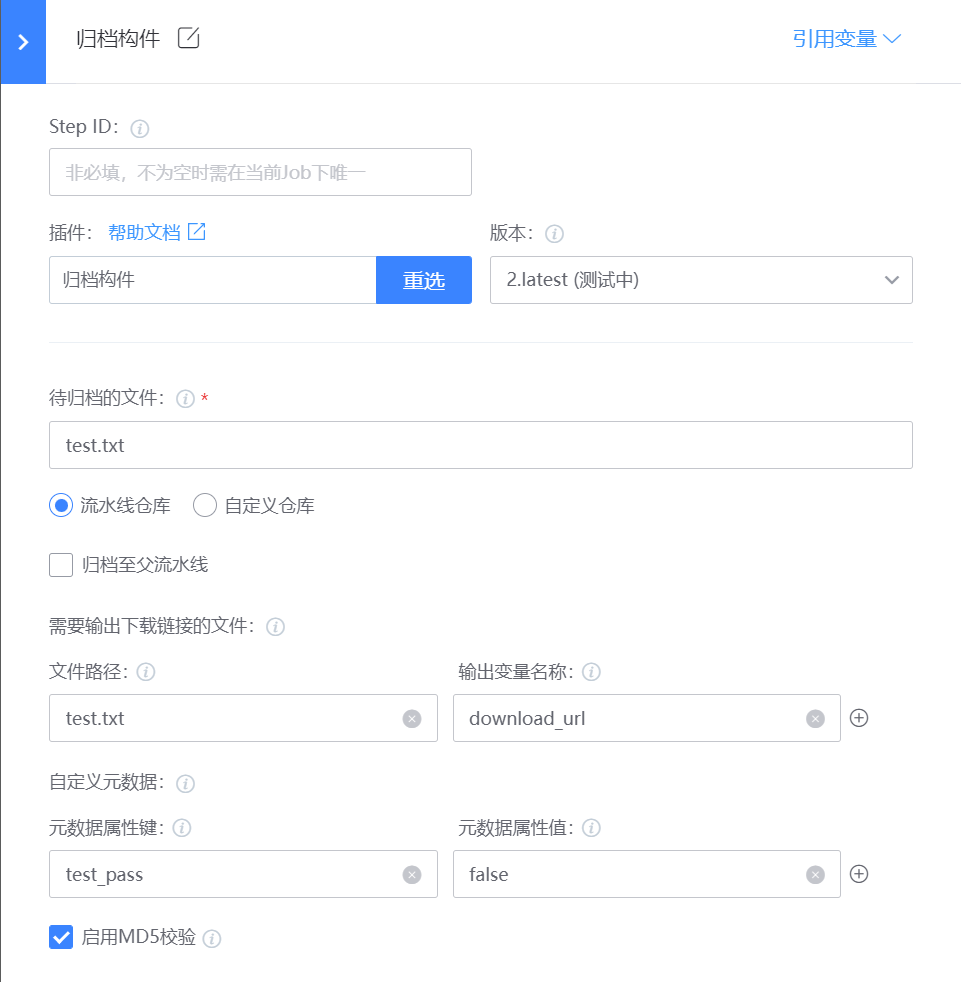 归档构件
引用变量
Step ID：
非必填，不为空时需在当前Job下唯一
插件： 帮助文档
版本：
归档构件
重选
2.latest (测试中)
待归档的文件： *
test.txt
流水线仓库 自定义仓库
归档至父流水线
需要输出下载链接的文件：
文件路径： 输出变量名称：
test.txt download_url
自定义元数据：
元数据属性键： 元数据属性值：
test_pass false
启用MD5校验